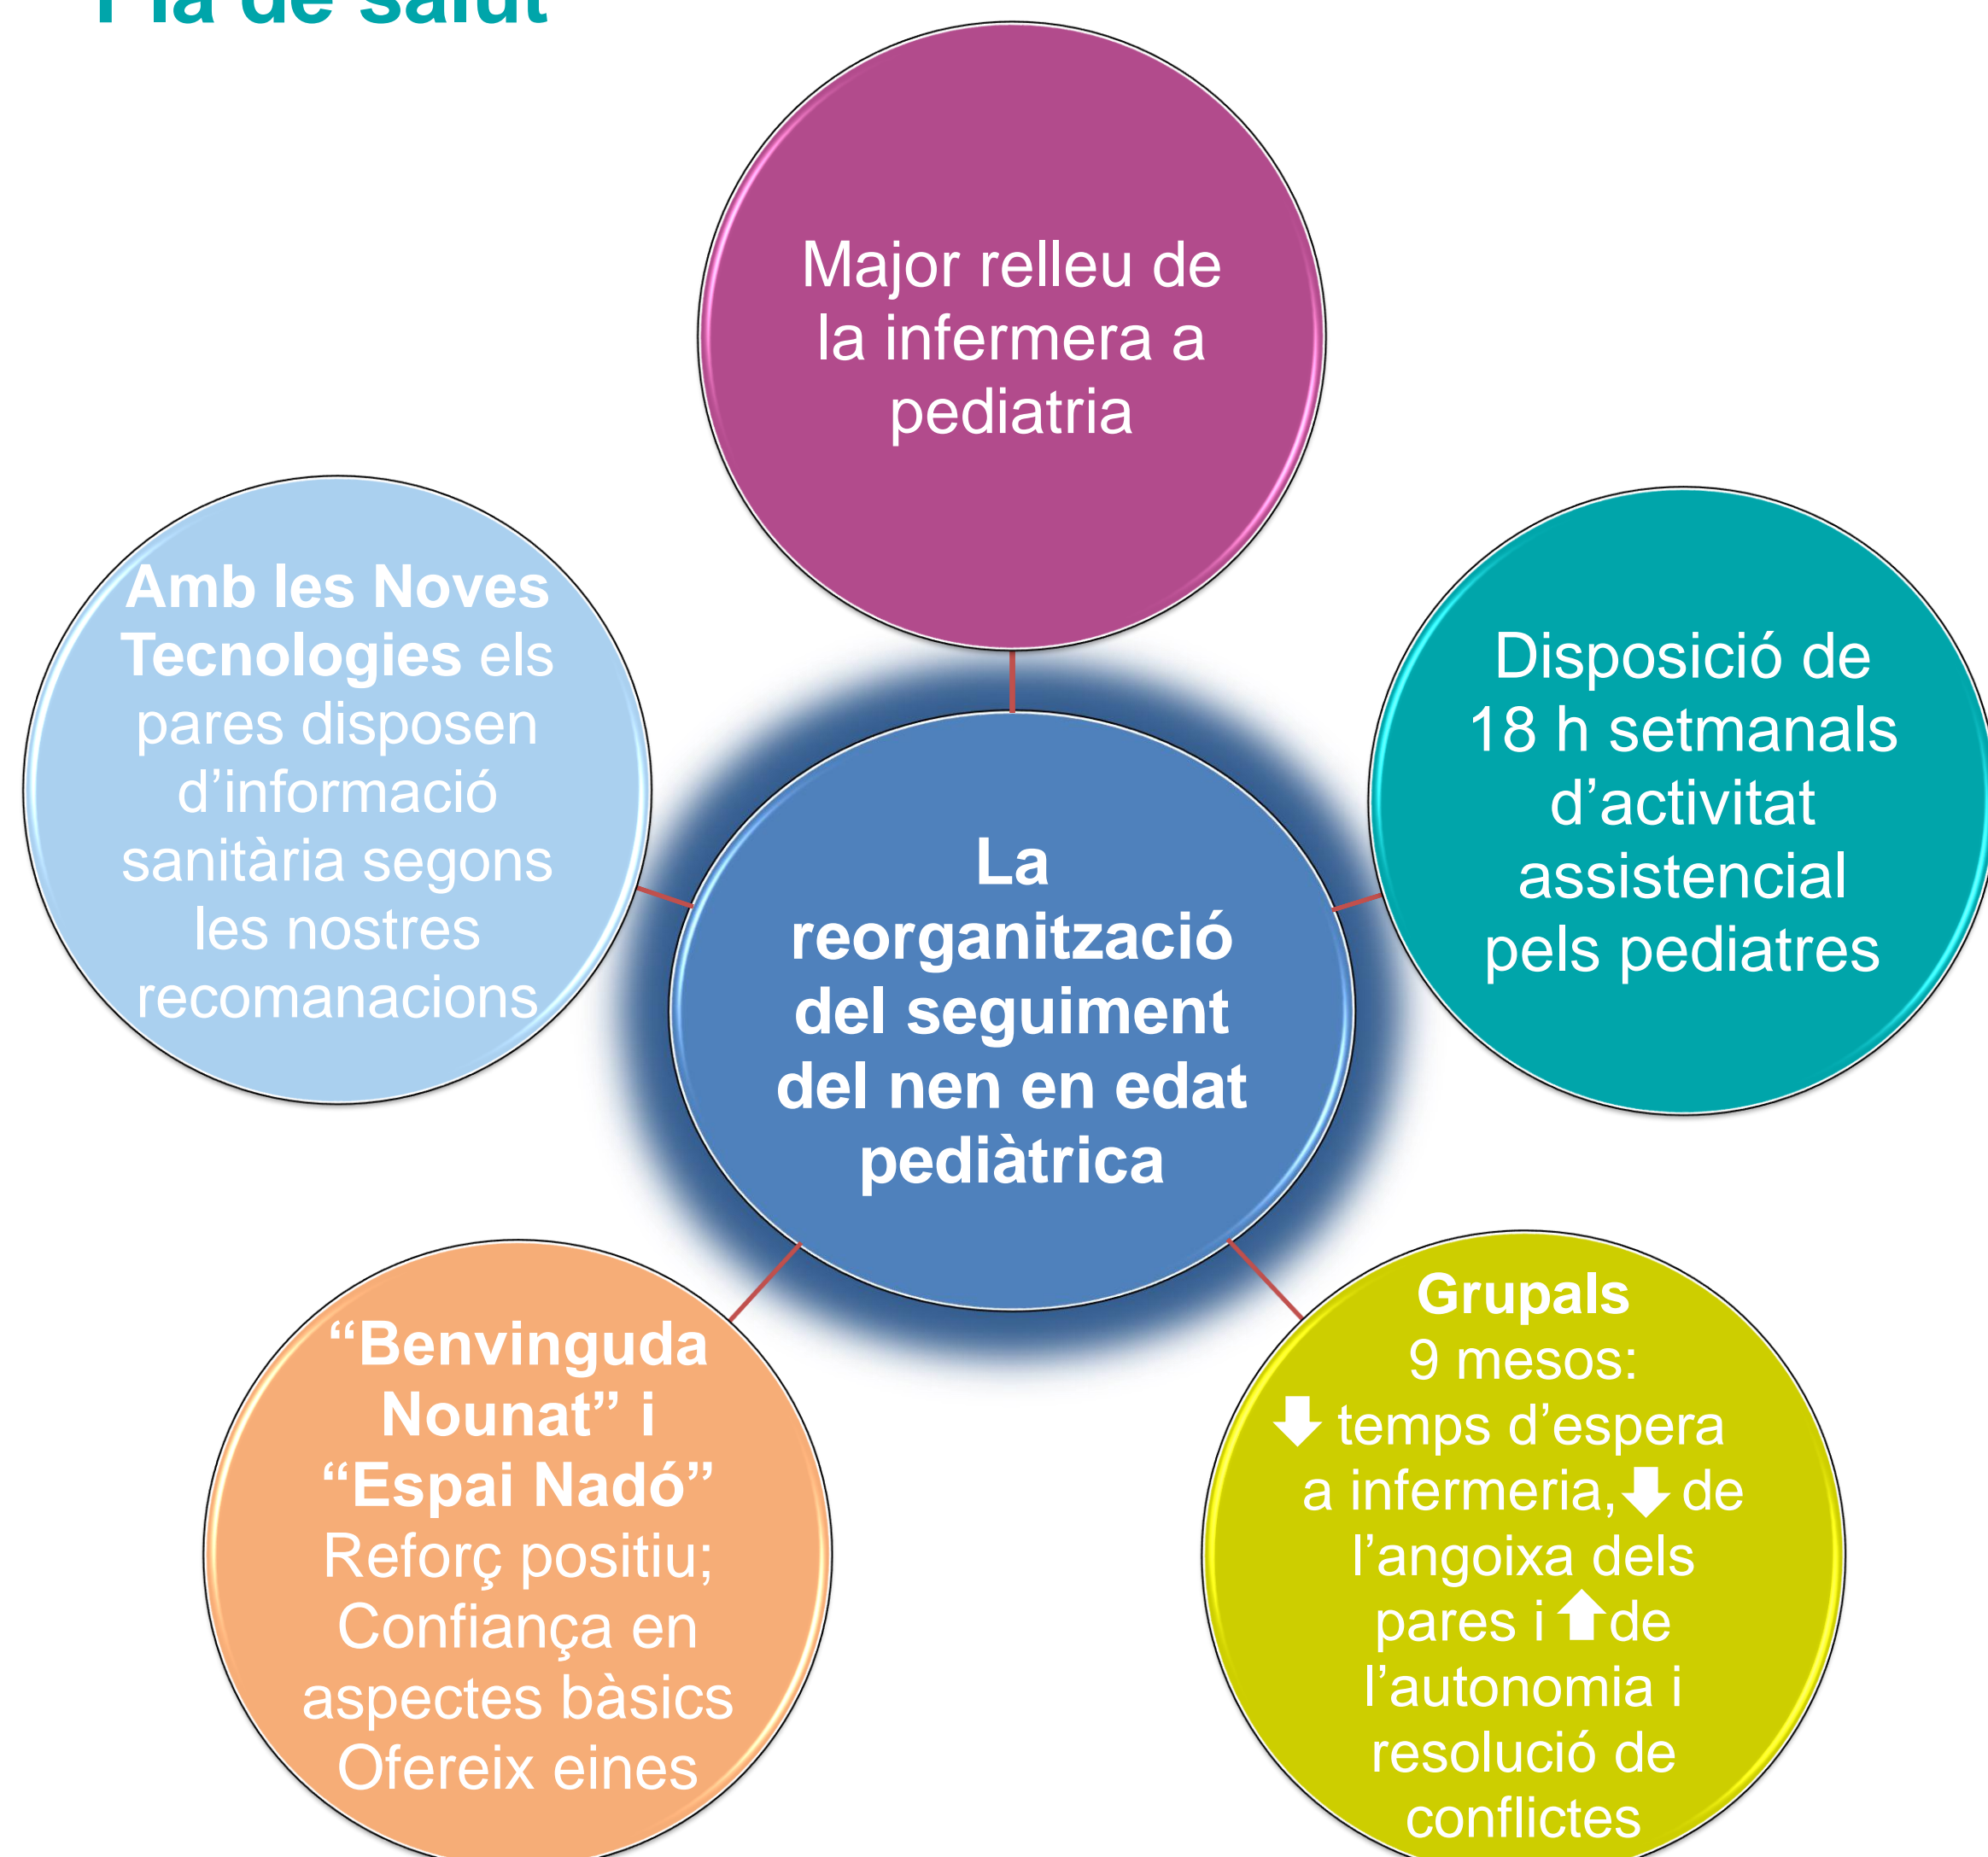 de salut
Major relleu de
la infermera a
pediatria
Amb les Noves
Tecnologies els
pares disposen
d’informació
sanitària segons
les nostres
recomanacions
Disposició de
18 h setmanals
d’activitat
assistencial
pels pediatres
La
reorganització
del seguiment
del nen en edat
pediàtrica
“Benvinguda
Nounat” i
“Espai Nadó”
Reforç positiu;
Confiança en
aspectes bàsics
Ofereix eines
Grupals
9 mesos:
⬇ temps d’espera
a infermeria,⬇ de
l’angoixa dels
pares i ⬆de
l’autonomia i
resolució de
conflictes